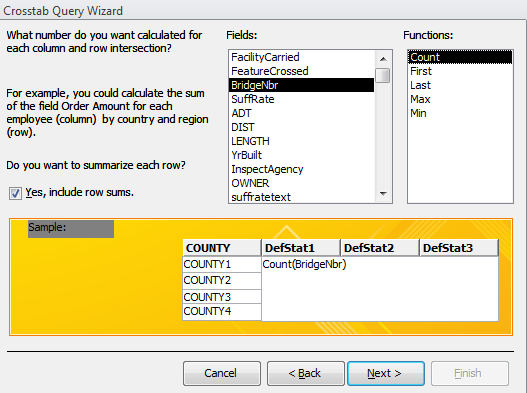 Crosstab Query Wizard
What number do you want calculated for
each column and row intersection?
For example, you could calculate the sum
of the field Order Amount for each
employee (column)  by country and region
(row).
Do you want to summarize each row?
Yes, include row sums.
Fields:
FacilityCarried
FeatureCrossed
BridgeNbr
SuffRate
ADT
DIST
LENGTH
YrBuilt
InspectAgency
OWNER
suffratetext
Functions:
Count
First
Last
Max
Min
Sample:
COUNTY DefStat1 DefStat2 DefStat3
COUNTY1 Count(BridgeNbr)
COUNTY2
COUNTY3
COUNTY4
Cancel < Back Next > Finish